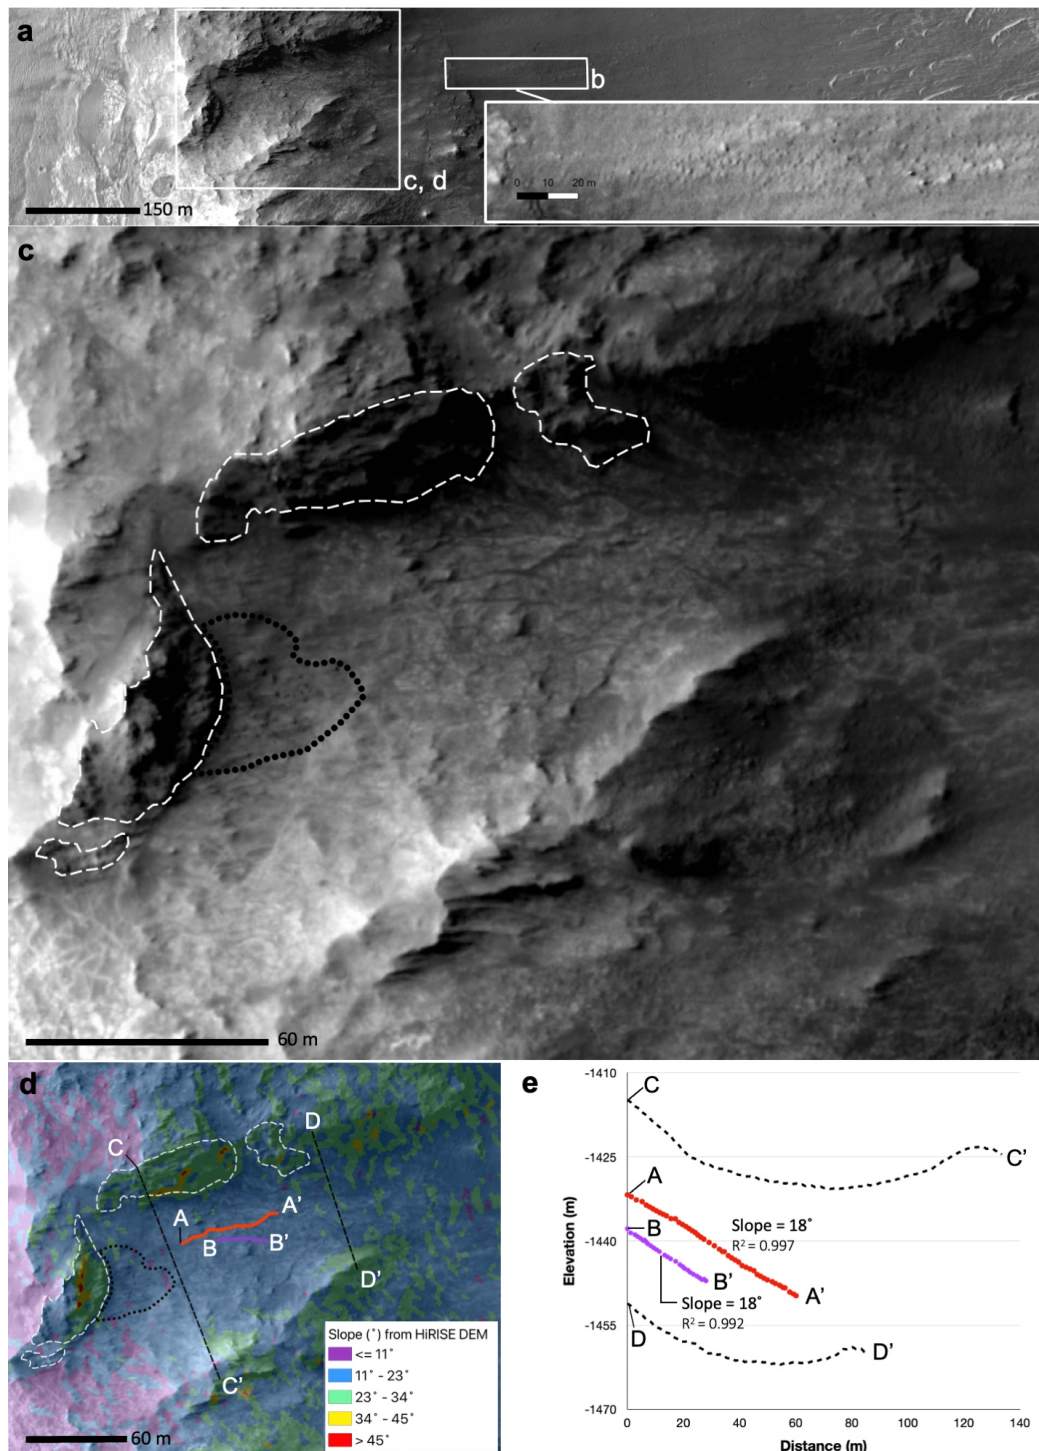 a
b
c, d
0 10 20 m
150 m
c
60 m
d
C
D
A
A'
B
B'
D'
C'
60 m
Slope (°) from HiRISE DEM
<= 11°
11° - 23°
23° - 34°
34° - 45°
> 45°
e
-1410
-1425
-1440
-1455
-1470
Elevation (m)
C
C'
A
Slope = 18°
R² = 0.997
B
B'
A'
Slope = 18°
R² = 0.992
D
D'
0 20 40 60 80 100 120 140
Distance (m)